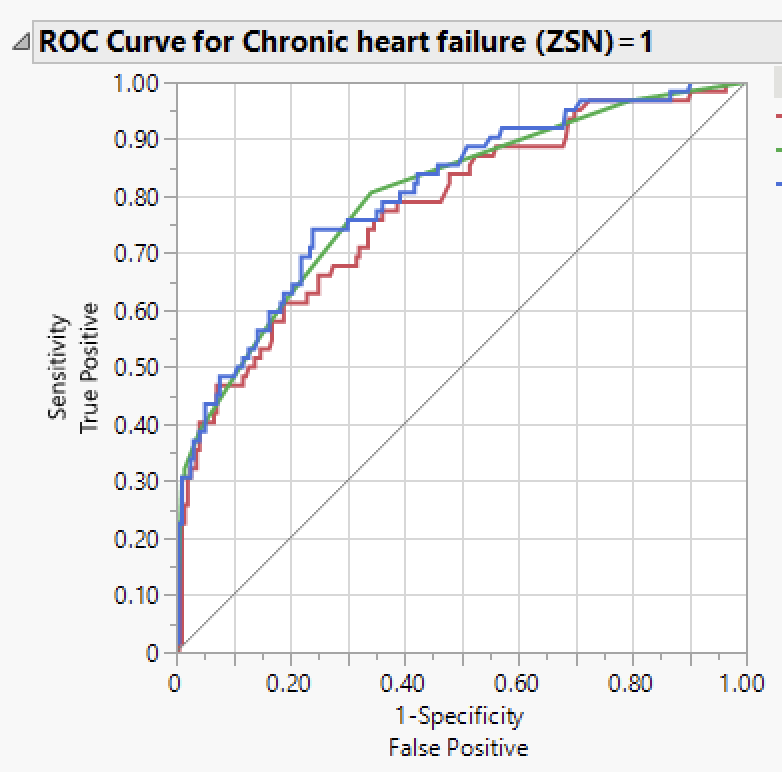 ROC Curve for Chronic heart failure (ZSN)=1
1.00
0.90
0.80
0.70
0.60
0.50
0.40
0.30
0.20
0.10
0
Sensitivity
True Positive
0 0.20 0.40 0.60 0.80 1.00
1-Specificity
False Positive